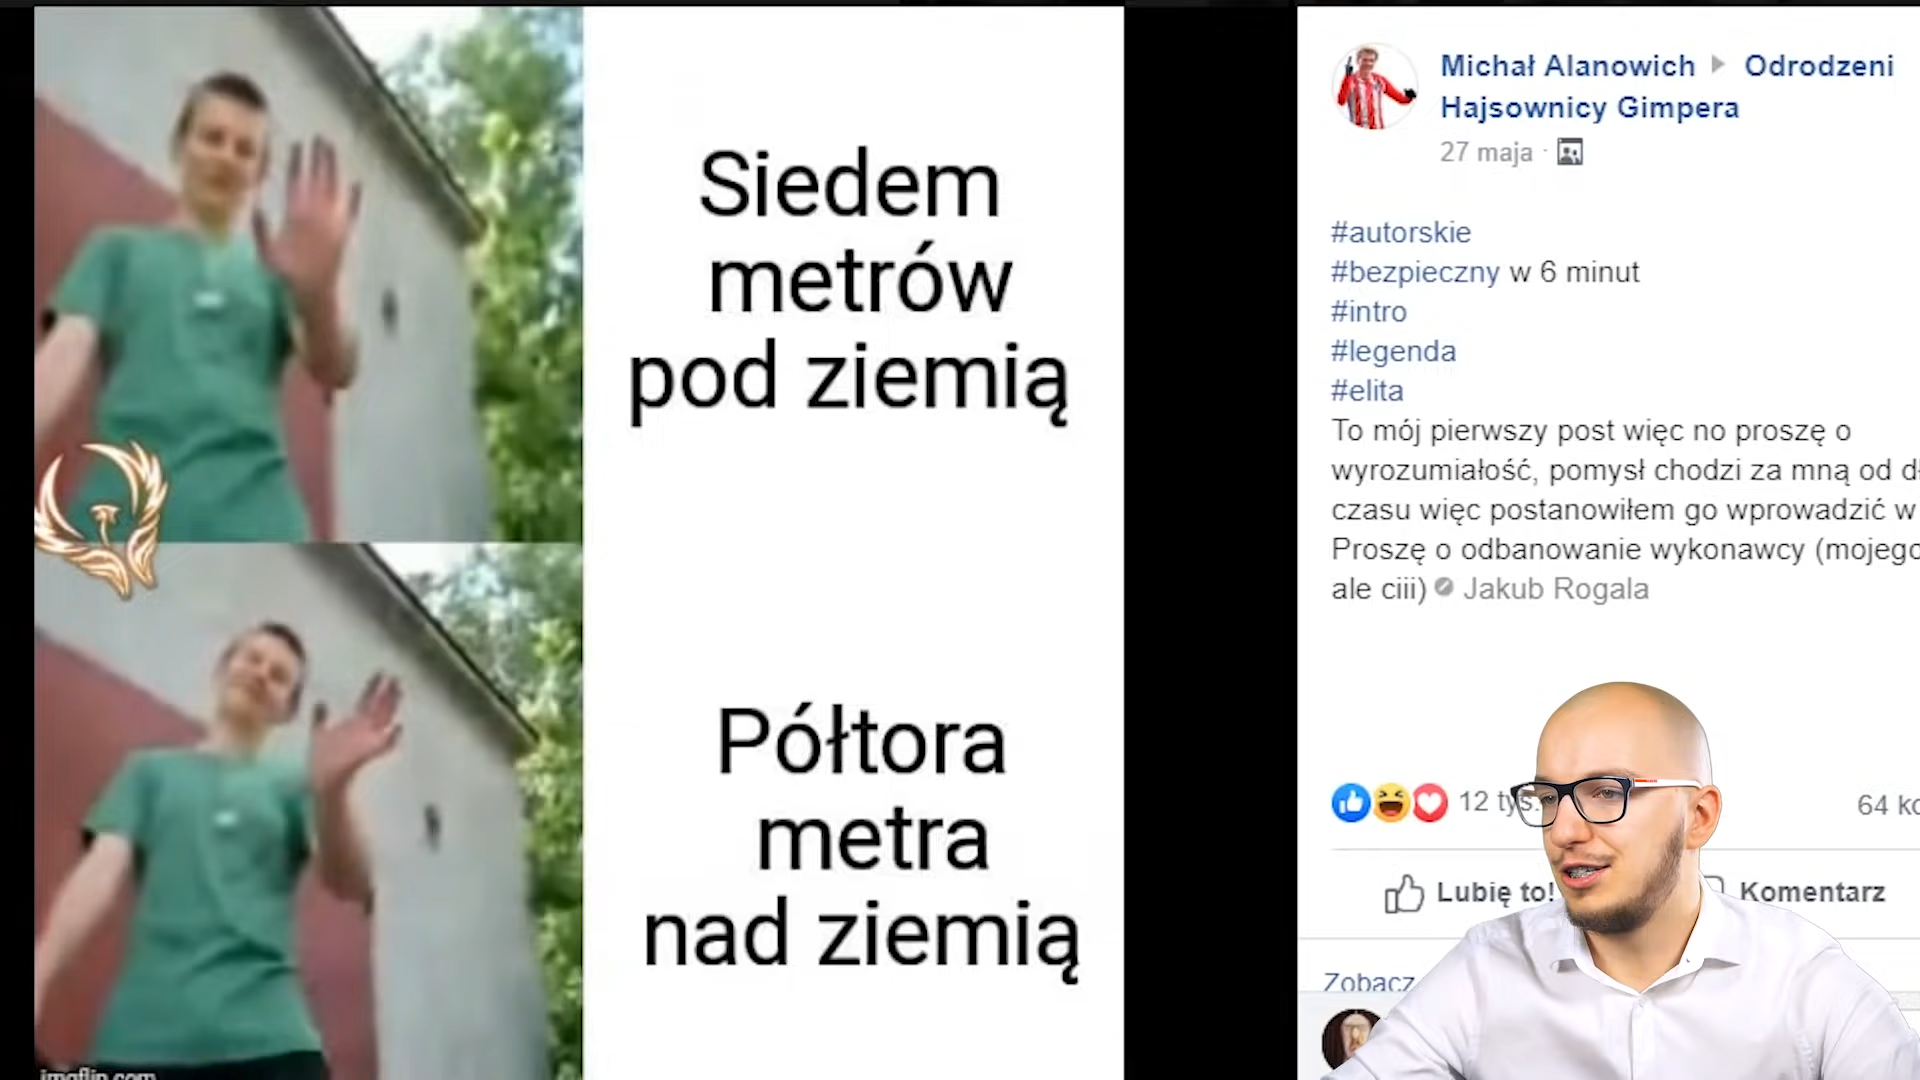 Siedem
metrów
pod ziemią
Półtora
metra
nad ziemią
imgflip.com
Michał Alanowich ▸ Odrodzeni
Hajsownicy Gimpera
27 maja ·
#autorskie
#bezpieczny w 6 minut
#intro
#legenda
#elita
To mój pierwszy post więc no proszę o
wyrozumiałość, pomysł chodzi za mną od
czasu więc postanowiłem go wprowadzić w
Proszę o odbanowanie wykonawcy (mojego
ale ciii) Jakub Rogala
12 tyś.
64
Lubię to!
Komentarz
Zobacz